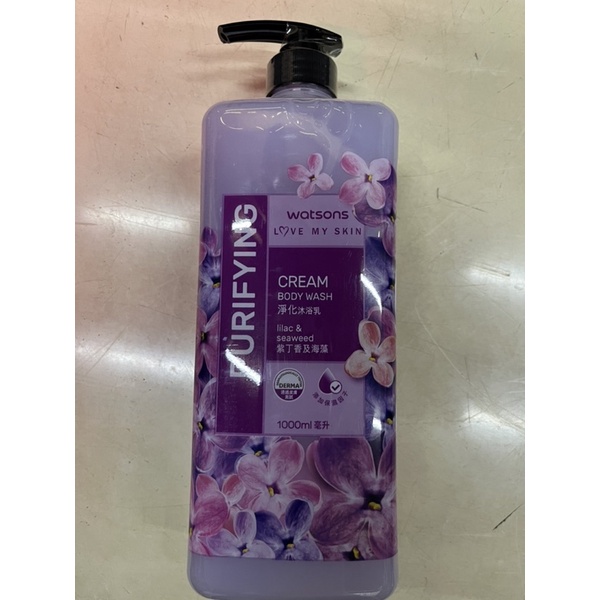 PURIFYING
watsons
LOVE MY SKIN
CREAM
BODY WASH
淨化沐浴乳
lilac &
seaweed
紫丁香及海藻
DERMA
1000ml 毫升